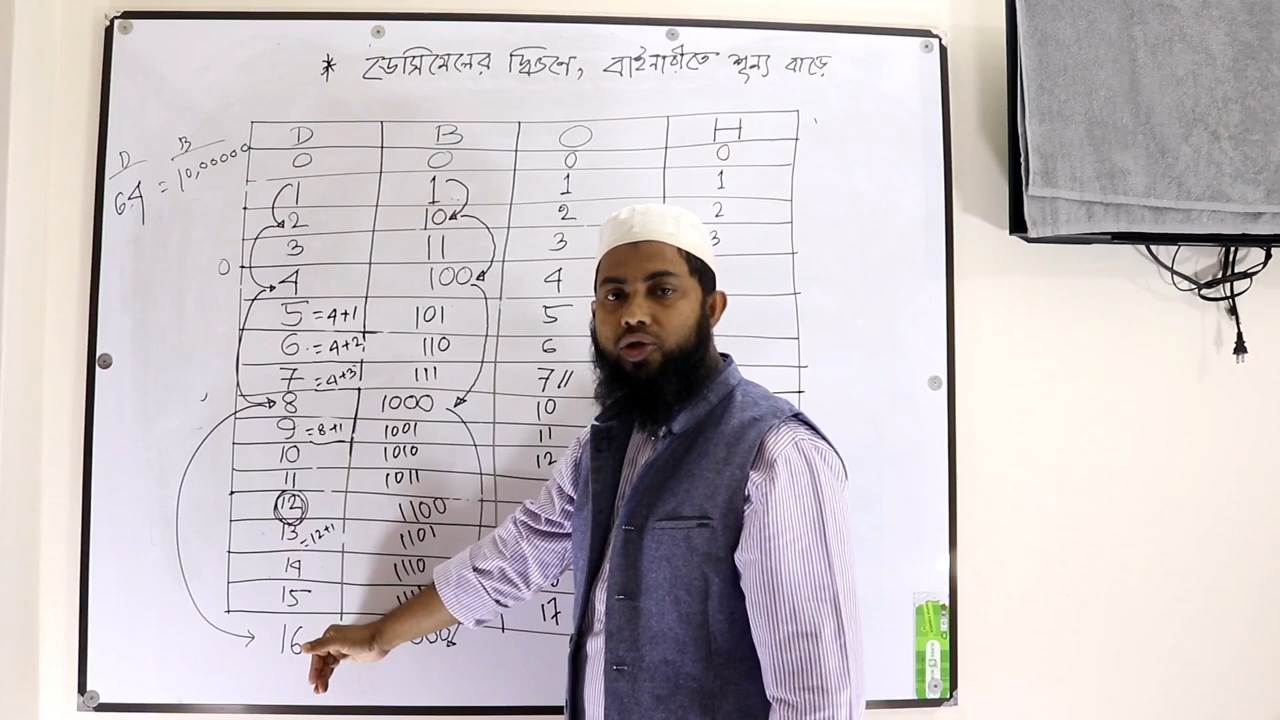 * ডেসিমেলের দ্বিগুনে, বাইনারীতে শূন্য বাড়ে
D B
64 = 10,00000
D B O H
0 0 0 0
1 1 1 1
2 10 2 2
3 11 3 3
0
4 100 4
5 = 4+1 101 5
6 = 4+2 110 6
7 = 4+3 111 7//
8 1000 10
9 = 8+1 1001 11
10 1010 12
11 1011
12 1100
13 = 12+1 1101
14 1110
15 17
16